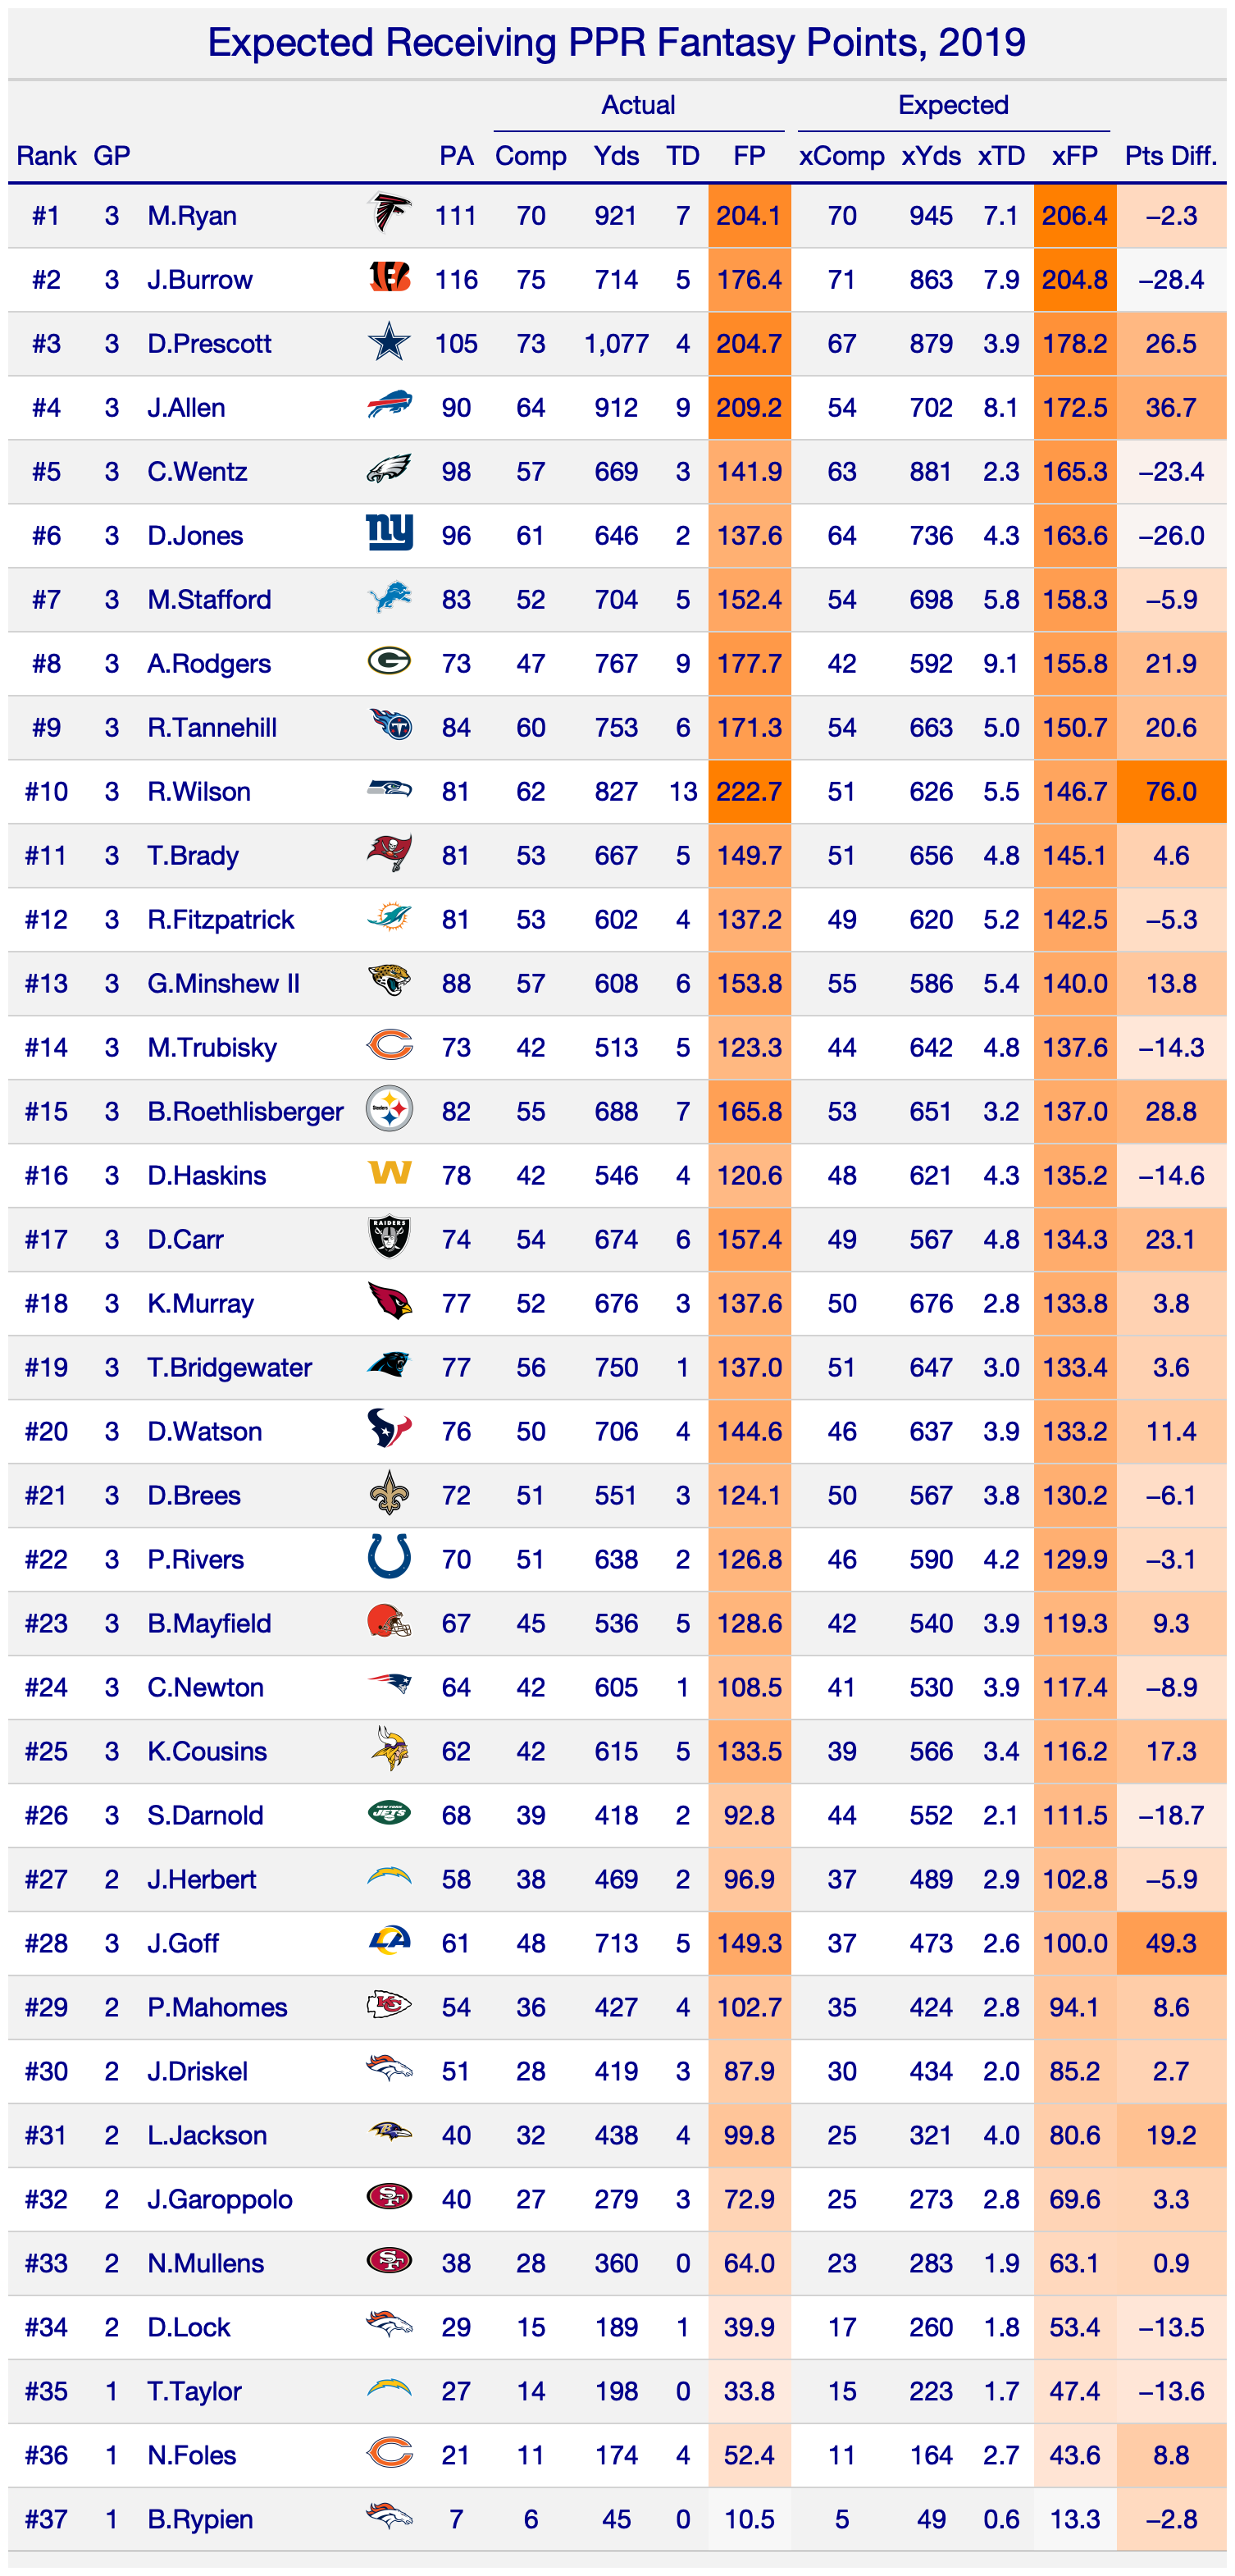 Expected Receiving PPR Fantasy Points, 2019
Actual Expected
Rank GP PA Comp Yds TD FP xComp xYds xTD xFP Pts Diff.
#1 3 M.Ryan 111 70 921 7 204.1 70 945 7.1 206.4 −2.3
#2 3 J.Burrow 116 75 714 5 176.4 71 863 7.9 204.8 −28.4
#3 3 D.Prescott 105 73 1,077 4 204.7 67 879 3.9 178.2 26.5
#4 3 J.Allen 90 64 912 9 209.2 54 702 8.1 172.5 36.7
#5 3 C.Wentz 98 57 669 3 141.9 63 881 2.3 165.3 −23.4
#6 3 D.Jones ny 96 61 646 2 137.6 64 736 4.3 163.6 −26.0
#7 3 M.Stafford 83 52 704 5 152.4 54 698 5.8 158.3 −5.9
#8 3 A.Rodgers G 73 47 767 9 177.7 42 592 9.1 155.8 21.9
#9 3 R.Tannehill 84 60 753 6 171.3 54 663 5.0 150.7 20.6
#10 3 R.Wilson 81 62 827 13 222.7 51 626 5.5 146.7 76.0
#11 3 T.Brady 81 53 667 5 149.7 51 656 4.8 145.1 4.6
#12 3 R.Fitzpatrick 81 53 602 4 137.2 49 620 5.2 142.5 −5.3
#13 3 G.Minshew II 88 57 608 6 153.8 55 586 5.4 140.0 13.8
#14 3 M.Trubisky C 73 42 513 5 123.3 44 642 4.8 137.6 −14.3
#15 3 B.Roethlisberger Steelers 82 55 688 7 165.8 53 651 3.2 137.0 28.8
#16 3 D.Haskins W 78 42 546 4 120.6 48 621 4.3 135.2 −14.6
#17 3 D.Carr RAIDERS 74 54 674 6 157.4 49 567 4.8 134.3 23.1
#18 3 K.Murray 77 52 676 3 137.6 50 676 2.8 133.8 3.8
#19 3 T.Bridgewater 77 56 750 1 137.0 51 647 3.0 133.4 3.6
#20 3 D.Watson 76 50 706 4 144.6 46 637 3.9 133.2 11.4
#21 3 D.Brees 72 51 551 3 124.1 50 567 3.8 130.2 −6.1
#22 3 P.Rivers 70 51 638 2 126.8 46 590 4.2 129.9 −3.1
#23 3 B.Mayfield 67 45 536 5 128.6 42 540 3.9 119.3 9.3
#24 3 C.Newton 64 42 605 1 108.5 41 530 3.9 117.4 −8.9
#25 3 K.Cousins 62 42 615 5 133.5 39 566 3.4 116.2 17.3
#26 3 S.Darnold NEW YORK JETS 68 39 418 2 92.8 44 552 2.1 111.5 −18.7
#27 2 J.Herbert 58 38 469 2 96.9 37 489 2.9 102.8 −5.9
#28 3 J.Goff LA 61 48 713 5 149.3 37 473 2.6 100.0 49.3
#29 2 P.Mahomes KC 54 36 427 4 102.7 35 424 2.8 94.1 8.6
#30 2 J.Driskel 51 28 419 3 87.9 30 434 2.0 85.2 2.7
#31 2 L.Jackson 40 32 438 4 99.8 25 321 4.0 80.6 19.2
#32 2 J.Garoppolo SF 40 27 279 3 72.9 25 273 2.8 69.6 3.3
#33 2 N.Mullens SF 38 28 360 0 64.0 23 283 1.9 63.1 0.9
#34 2 D.Lock 29 15 189 1 39.9 17 260 1.8 53.4 −13.5
#35 1 T.Taylor 27 14 198 0 33.8 15 223 1.7 47.4 −13.6
#36 1 N.Foles C 21 11 174 4 52.4 11 164 2.7 43.6 8.8
#37 1 B.Rypien 7 6 45 0 10.5 5 49 0.6 13.3 −2.8